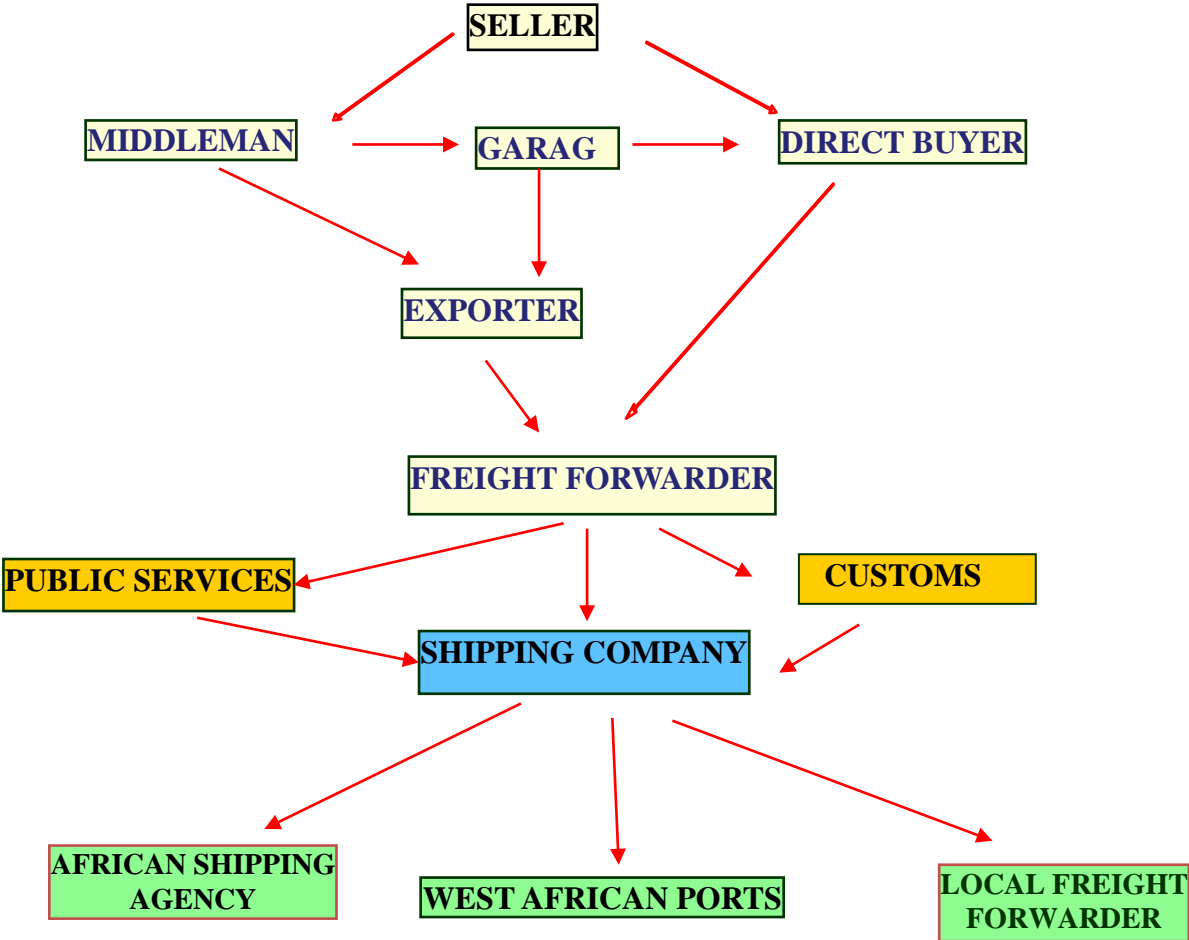 SELLER
MIDDLEMAN
GARAG
DIRECT BUYER
EXPORTER
FREIGHT FORWARDER
PUBLIC SERVICES
CUSTOMS
SHIPPING COMPANY
AFRICAN SHIPPING
AGENCY
WEST AFRICAN PORTS
LOCAL FREIGHT
FORWARDER